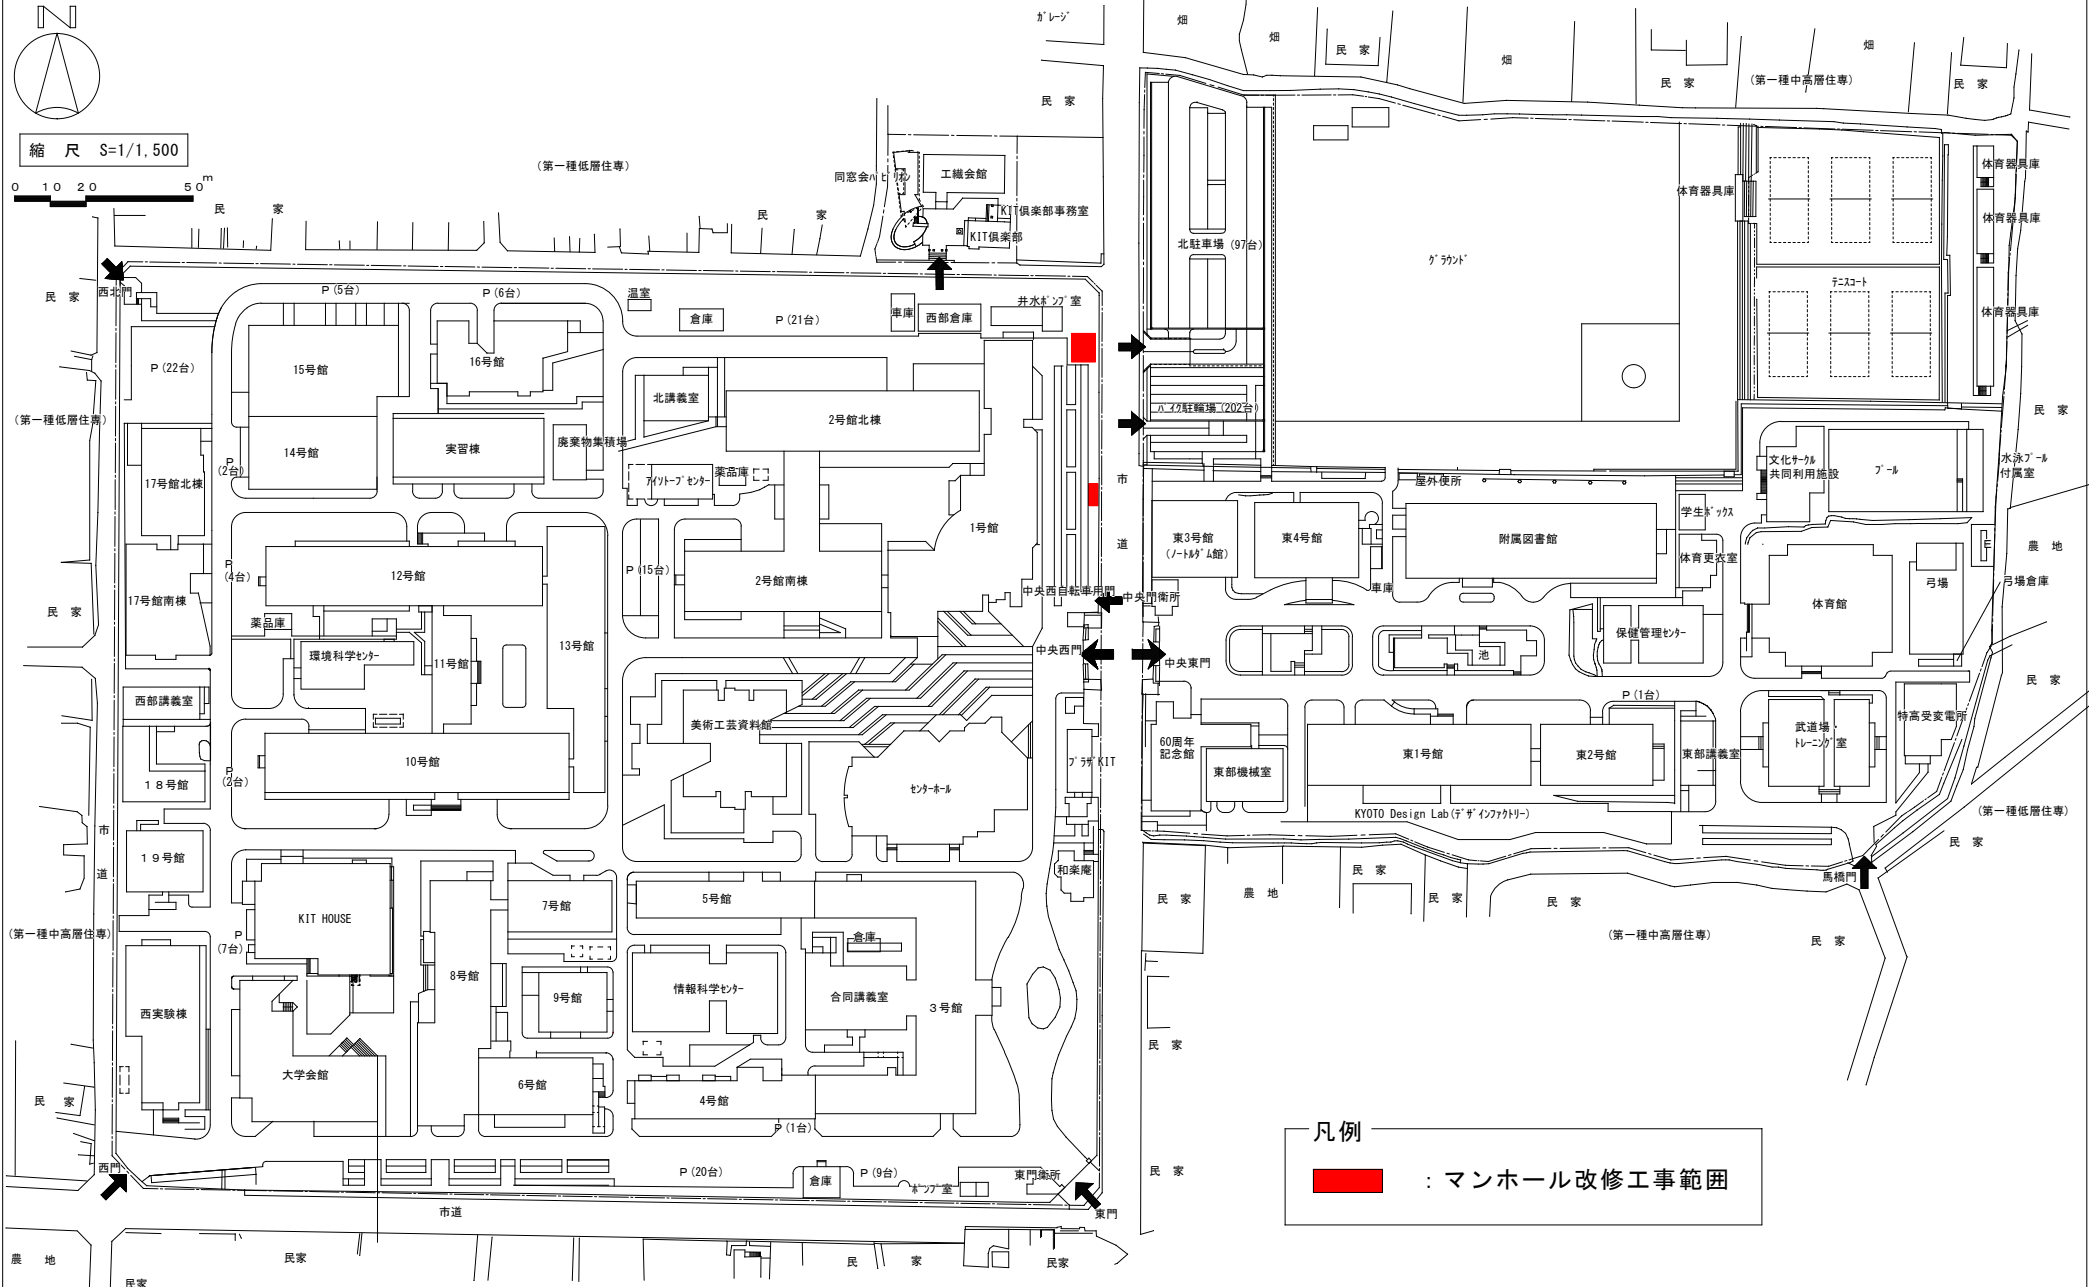 N
縮 尺 S=1/1,500
0 10 20 50m
ガレージ
畑
畑
民 家
畑
民 家
(第一種中高層住専)
畑
民 家
民 家
(第一種低層住専)
同窓会パビリオン
工繊会館
KIT倶楽部事務室
KIT倶楽部
民 家
民 家
北駐車場(97台)
グラウンド
体育器具庫
体育器具庫
体育器具庫
体育器具庫
テニスコート
西北門
民 家
P(5台)
P(6台)
温室
倉庫
P(21台)
車庫
西部倉庫
井水ポンプ室
P(22台)
15号館
16号館
北講義室
2号館北棟
バイク駐輪場(202台)
民 家
(第一種低層住専)
14号館
実習棟
廃棄物集積場
P
(2台)
17号館北棟
アイソトープセンター
薬品庫
1号館
市
道
屋外便所
文化サークル
共同利用施設
プール
水泳プール
付属室
学生ボックス
東3号館
(ノートルダム館)
東4号館
附属図書館
体育更衣室
農 地
12号館
P
(4台)
P(15台)
2号館南棟
車庫
体育館
弓場
弓場倉庫
17号館南棟
民 家
薬品庫
中央西自転車用門
中央門衛所
環境科学センター
11号館
13号館
保健管理センター
中央西門
中央東門
池
民 家
西部講義室
美術工芸資料館
P(1台)
特高受変電所
18号館
P
(2台)
10号館
センターホール
プラザKIT
60周年
記念館
東部機械室
東1号館
東2号館
東部講義室
武道場・
トレーニング室
KYOTO Design Lab(デザインファクトリー)
(第一種低層住専)
民 家
市
道
19号館
和楽庵
馬橋門
民 家
農 地
民 家
民 家
民 家
民 家
(第一種中高層住専)
(第一種中高層住専)
KIT HOUSE
P
(7台)
7号館
5号館
倉庫
8号館
9号館
情報科学センター
合同講義室
3号館
西実験棟
大学会館
6号館
4号館
P(1台)
民 家
民 家
民 家
西門
P(20台)
倉庫
P(9台)
ポンプ室
東門衛所
東門
市道
農 地
民家
民家
民 家
民家
凡例
：マンホール改修工事範囲